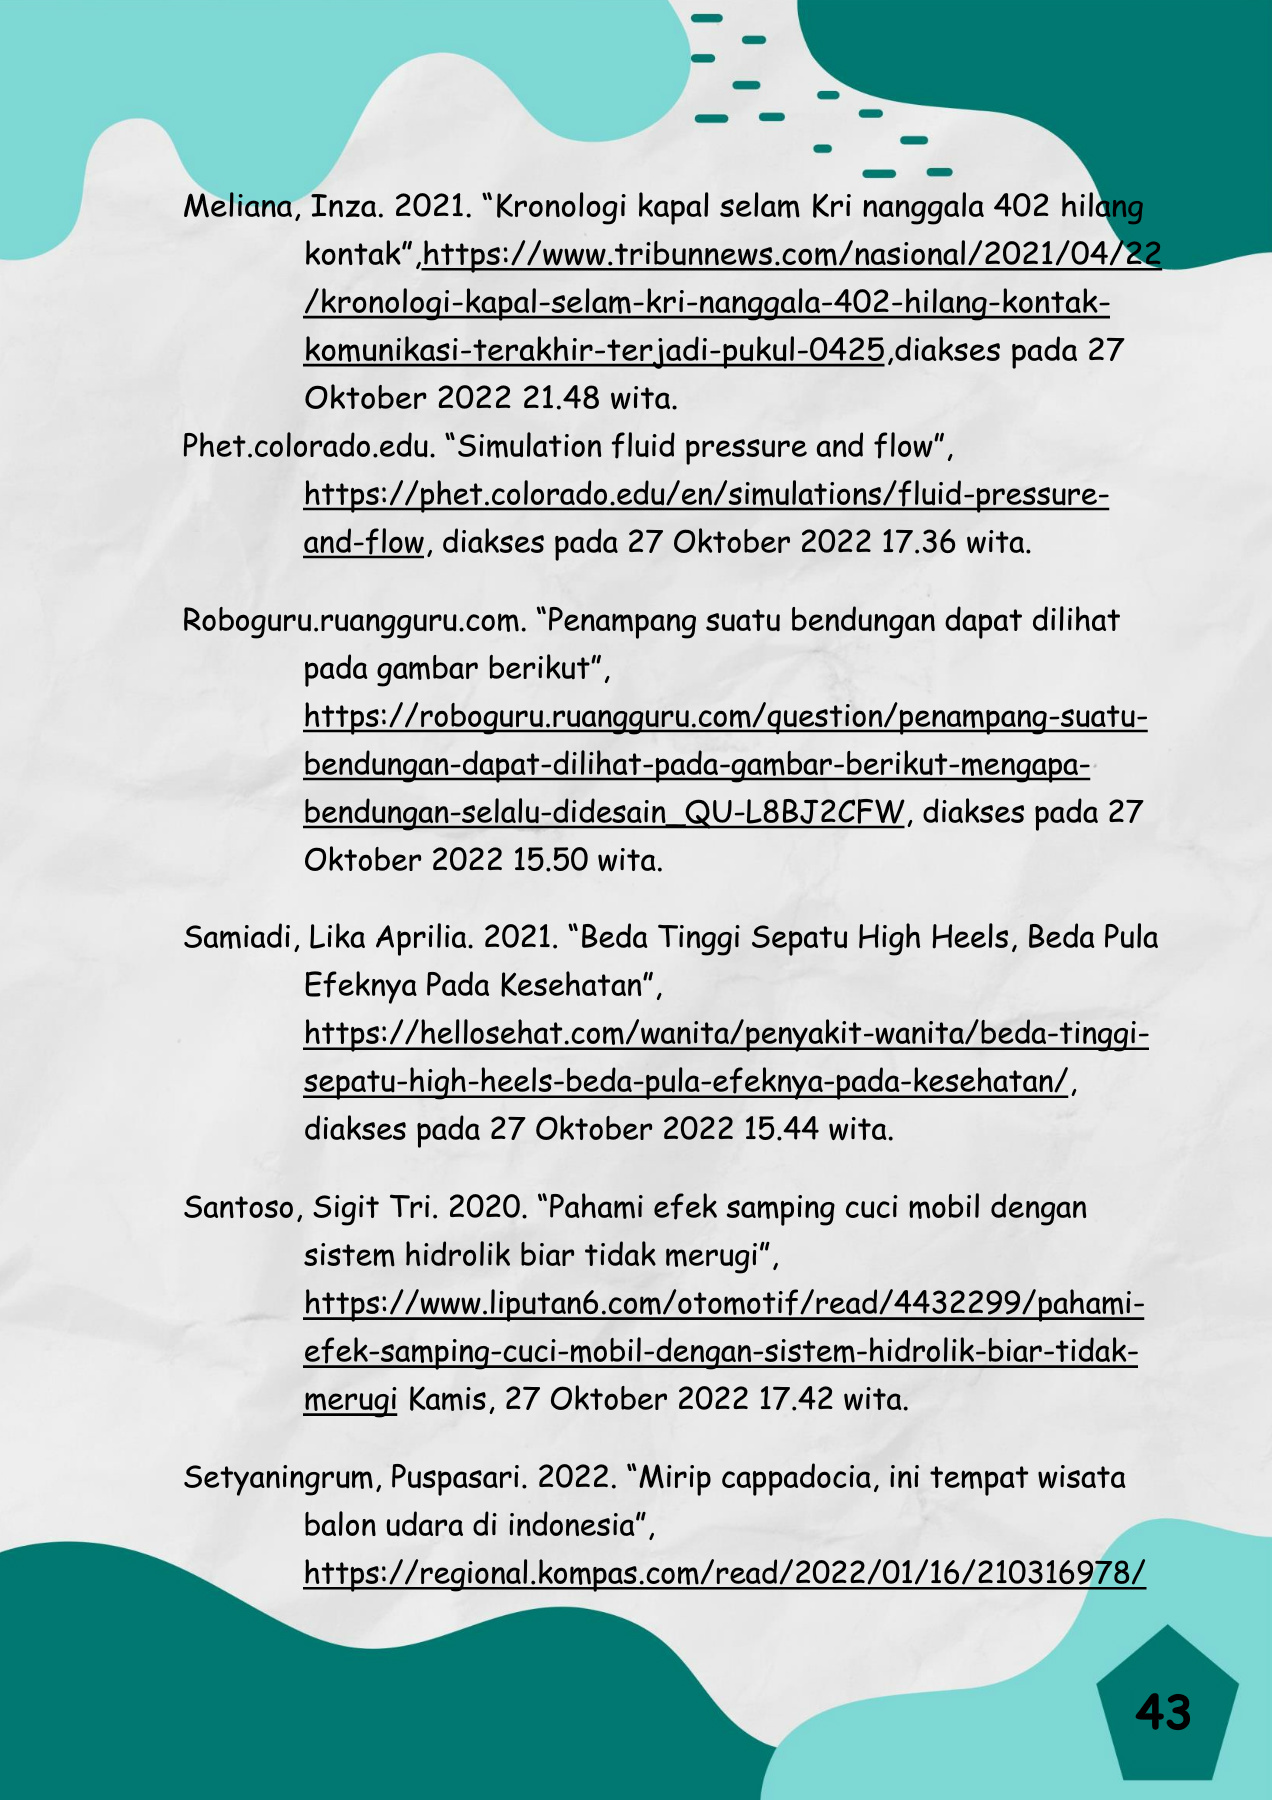 Meliana, Inza. 2021. “Kronologi kapal selam Kri nanggala 402 hilang
kontak”,https://www.tribunnews.com/nasional/2021/04/22
/kronologi-kapal-selam-kri-nanggala-402-hilang-kontak-
komunikasi-terakhir-terjadi-pukul-0425,diakses pada 27
Oktober 2022 21.48 wita.
Phet.colorado.edu. “Simulation fluid pressure and flow”,
https://phet.colorado.edu/en/simulations/fluid-pressure-
and-flow, diakses pada 27 Oktober 2022 17.36 wita.
Roboguru.ruangguru.com. “Penampang suatu bendungan dapat dilihat
pada gambar berikut”,
https://roboguru.ruangguru.com/question/penampang-suatu-
bendungan-dapat-dilihat-pada-gambar-berikut-mengapa-
bendungan-selalu-didesain_QU-L8BJ2CFW, diakses pada 27
Oktober 2022 15.50 wita.
Samiadi, Lika Aprilia. 2021. “Beda Tinggi Sepatu High Heels, Beda Pula
Efeknya Pada Kesehatan”,
https://hellosehat.com/wanita/penyakit-wanita/beda-tinggi-
sepatu-high-heels-beda-pula-efeknya-pada-kesehatan/,
diakses pada 27 Oktober 2022 15.44 wita.
Santoso, Sigit Tri. 2020. “Pahami efek samping cuci mobil dengan
sistem hidrolik biar tidak merugi”,
https://www.liputan6.com/otomotif/read/4432299/pahami-
efek-samping-cuci-mobil-dengan-sistem-hidrolik-biar-tidak-
merugi Kamis, 27 Oktober 2022 17.42 wita.
Setyaningrum, Puspasari. 2022. “Mirip cappadocia, ini tempat wisata
balon udara di indonesia”,
https://regional.kompas.com/read/2022/01/16/210316978/
43